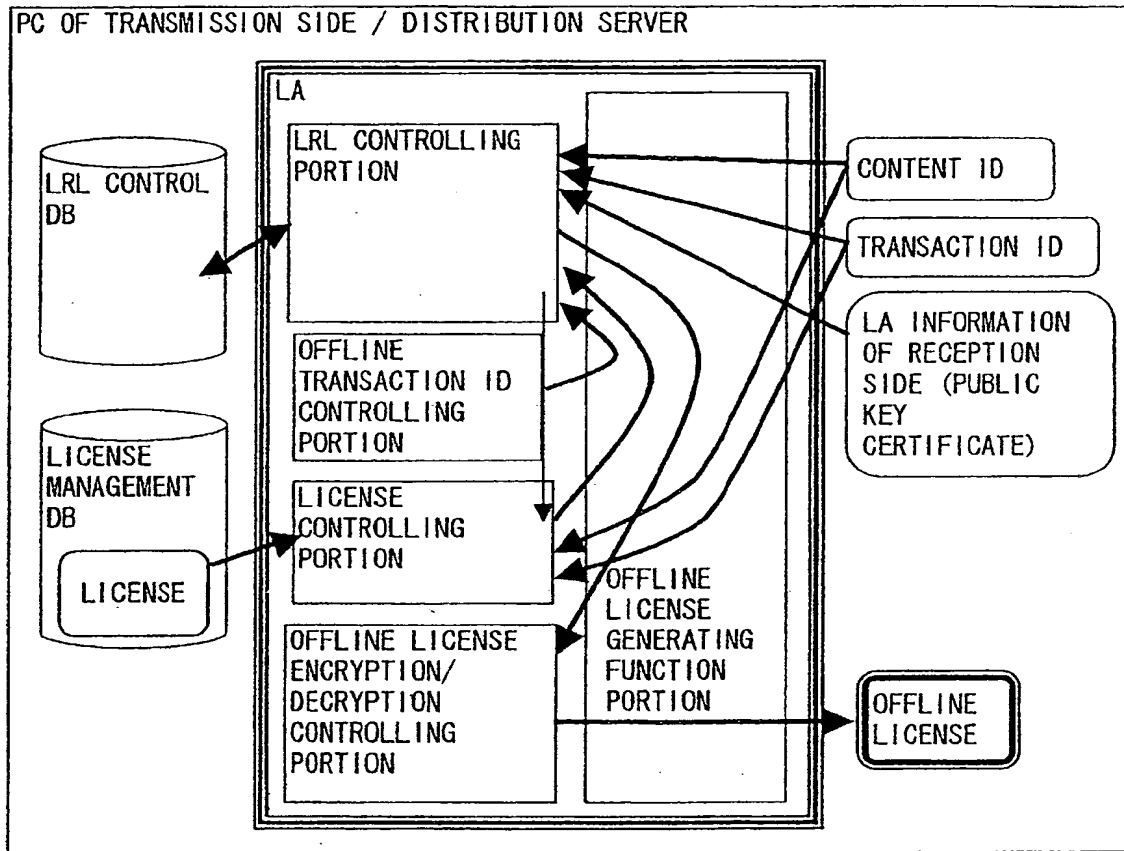 PC OF TRANSMISSION SIDE / DISTRIBUTION SERVER
LA
LRL CONTROL
DB
LICENSE
MANAGEMENT
DB
LICENSE
LRL CONTROLLING
PORTION
OFFLINE
TRANSACTION ID
CONTROLLING
PORTION
LICENSE
CONTROLLING
PORTION
OFFLINE LICENSE
ENCRYPTION/
DECRYPTION
CONTROLLING
PORTION
OFFLINE
LICENSE
GENERATING
FUNCTION
PORTION
CONTENT ID
TRANSACTION ID
LA INFORMATION
OF RECEPTION
SIDE (PUBLIC
KEY
CERTIFICATE)
OFFLINE
LICENSE